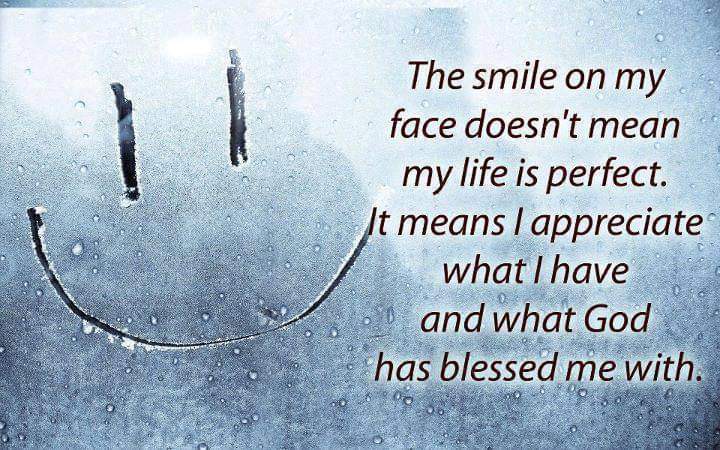 The smile on my
face doesn't mean
my life is perfect.
It means I appreciate
what I have
and what God
has blessed me with.